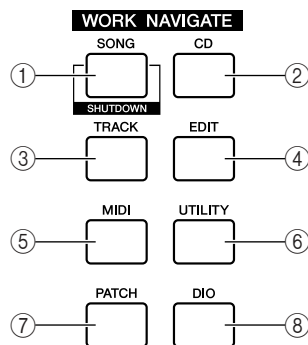 WORK NAVIGATE
SONG CD
① ②
SHUTDOWN
TRACK EDIT
③ ④
MIDI UTILITY
⑤ ⑥
PATCH DIO
⑦ ⑧